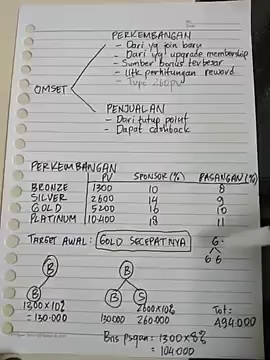 PERKEMBANGAN
- Dari yg join baru
- Dari yg upgrade membership
- Sumber bonus terbesar
- Utk perhitungan reward
- Tupo 260pv
OMSET
PENJUALAN
- Dari tutup point
- Dapat cashback
PERKEMBANGAN
PV SPONSOR (%) PASANGAN (%)
BRONZE 1300 10 8
SILVER 2600 14 9
GOLD 5200 16 10
PLATINUM 10400 18 11
TARGET AWAL: GOLD SECEPATNYA G
G G
B B
B B S
1300 x 10% 2600 x 10% Tot:
= 130.000 130000 260.000 494.000
Bns psgan: = 1300 x 8%
= 104.000